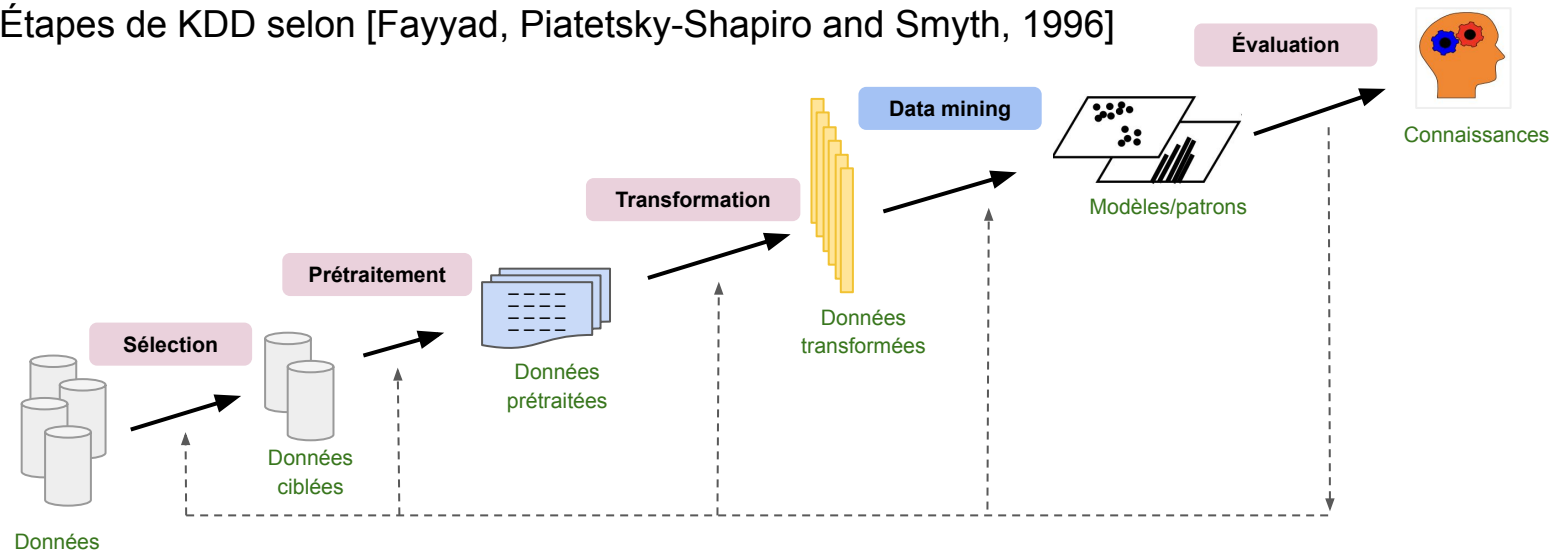 Étapes de KDD selon [Fayyad, Piatetsky-Shapiro and Smyth, 1996]
Évaluation
Connaissances
Data mining
Modèles/patrons
Transformation
Données
transformées
Prétraitement
Données
prétraitées
Sélection
Données
ciblées
Données